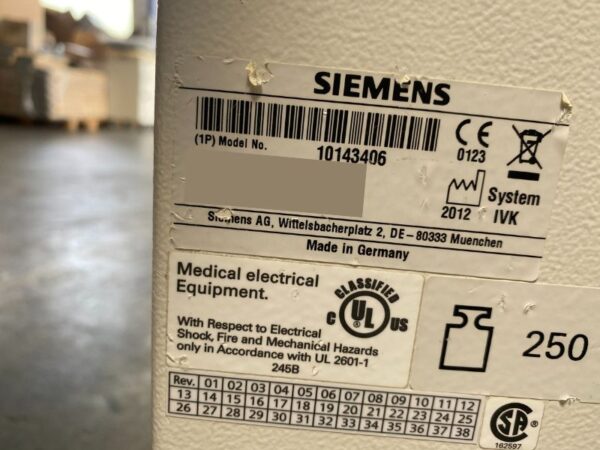 SIEMENS
(1P) Model No. 10143406
CE
0123
System
2012 IVK
Siemens AG, Wittelsbacherplatz 2, DE-80333 Muenchen
Made in Germany
Medical electrical
Equipment.
CLASSIFIED
C UL US
With Respect to Electrical
Shock, Fire and Mechanical Hazards
only in Accordance with UL 2601-1
245B
250
Rev. 01 02 03 04 05 06 07 08 09 10 11 12
13 14 15 16 17 18 19 20 21 22 23 24 25
26 27 28 29 30 31 32 33 34 35 36 37 38
SA
162597